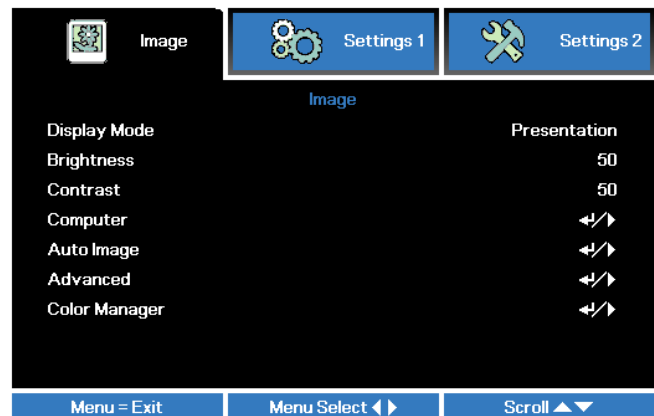 Image Settings 1 Settings 2
Image
Display Mode Presentation
Brightness 50
Contrast 50
Computer ↵/▶
Auto Image ↵/▶
Advanced ↵/▶
Color Manager ↵/▶
Menu = Exit Menu Select ◀▶ Scroll ▲▼